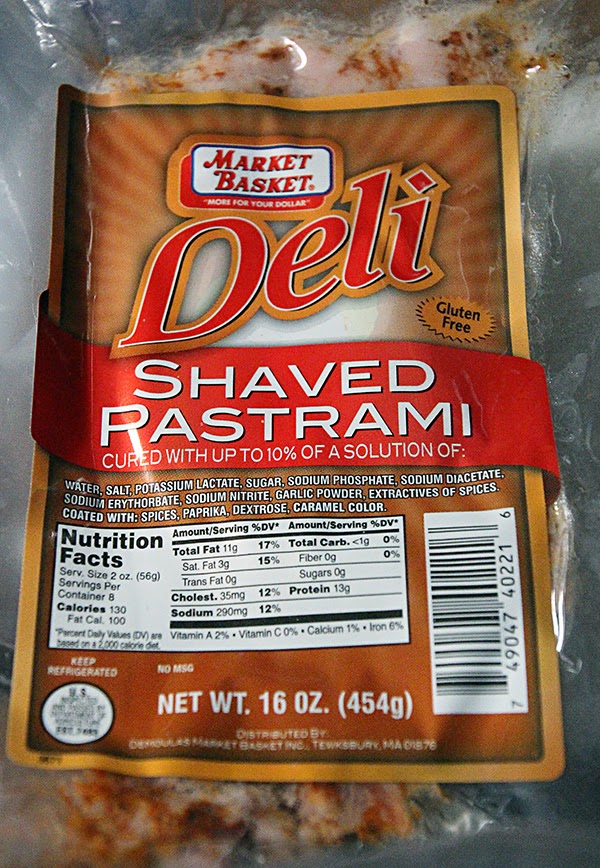 MARKET
BASKET®
"MORE FOR YOUR DOLLAR"
Deli
Gluten
Free
SHAVED
PASTRAMI
CURED WITH UP TO 10% OF A SOLUTION OF:
WATER, SALT, POTASSIUM LACTATE, SUGAR, SODIUM PHOSPHATE, SODIUM DIACETATE,
SODIUM ERYTHORBATE, SODIUM NITRITE, GARLIC POWDER, EXTRACTIVES OF SPICES.
COATED WITH: SPICES, PAPRIKA, DEXTROSE, CARAMEL COLOR.
Nutrition
Facts
Serv. Size 2 oz. (56g)
Servings Per
Container 8
Calories 130
Fat Cal. 100
*Percent Daily Values (DV) are
based on a 2,000 calorie diet.
Amount/Serving %DV* Amount/Serving %DV*
Total Fat 11g 17% Total Carb. <1g 0%
Sat. Fat 3g 15% Fiber 0g 0%
Trans Fat 0g Sugars 0g
Cholest. 35mg 12% Protein 13g
Sodium 290mg 12%
Vitamin A 2% • Vitamin C 0% • Calcium 1% • Iron 6%
7 49047 40221 6
KEEP
REFRIGERATED
NO MSG
U.S.
NET WT. 16 OZ. (454g)
DISTRIBUTED BY:
DEMOULAS MARKET BASKET INC., TEWKSBURY, MA 01876